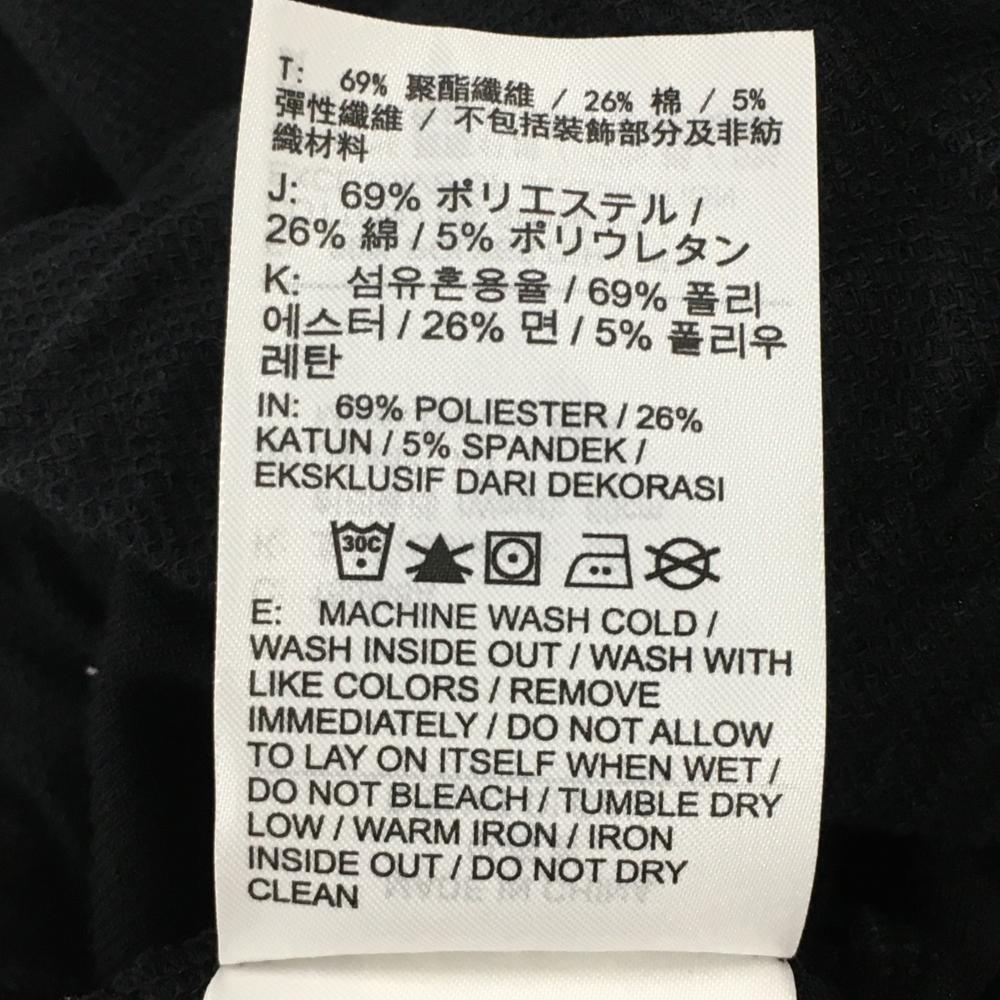 T: 69% 聚酯纖維 / 26% 棉 / 5%
彈性纖維 / 不包括裝飾部分及非紡
織材料
J: 69% ポリエステル /
26% 綿 / 5% ポリウレタン
K: 섬유혼용율 / 69% 폴리
에스터 / 26% 면 / 5% 폴리우
레탄
IN: 69% POLIESTER / 26%
KATUN / 5% SPANDEK /
EKSKLUSIF DARI DEKORASI
30C
E: MACHINE WASH COLD /
WASH INSIDE OUT / WASH WITH
LIKE COLORS / REMOVE
IMMEDIATELY / DO NOT ALLOW
TO LAY ON ITSELF WHEN WET /
DO NOT BLEACH / TUMBLE DRY
LOW / WARM IRON / IRON
INSIDE OUT / DO NOT DRY
CLEAN